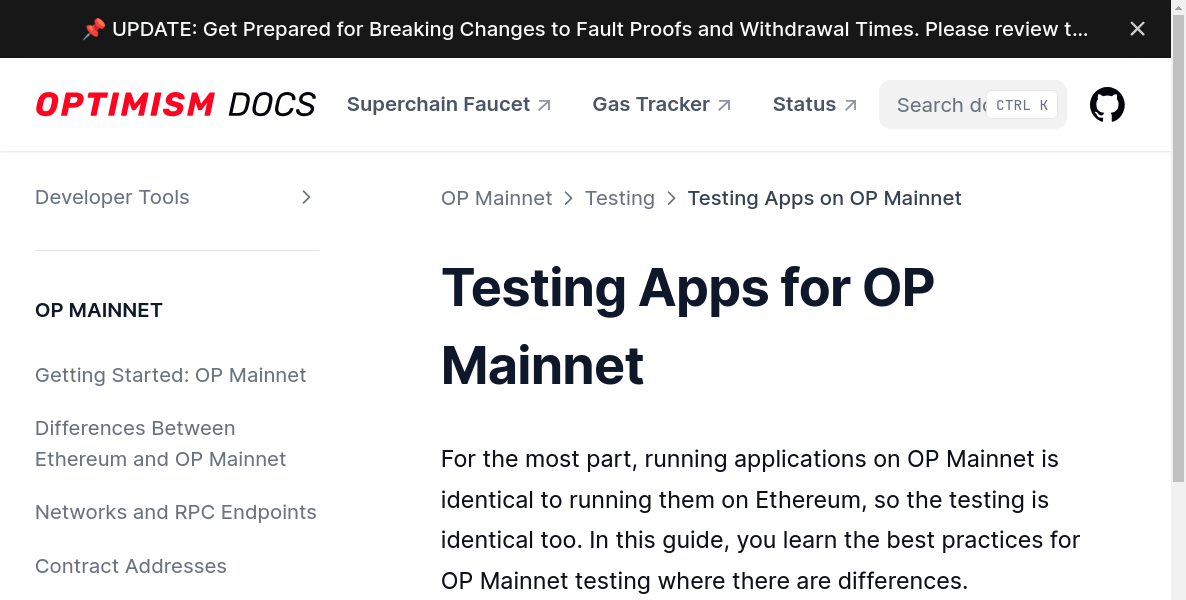 📌 UPDATE: Get Prepared for Breaking Changes to Fault Proofs and Withdrawal Times. Please review t...
OPTIMISM DOCS
Superchain Faucet
Gas Tracker
Status
Search do
CTRL K
Developer Tools
OP MAINNET
Getting Started: OP Mainnet
Differences Between
Ethereum and OP Mainnet
Networks and RPC Endpoints
Contract Addresses
OP Mainnet > Testing > Testing Apps on OP Mainnet
Testing Apps for OP
Mainnet
For the most part, running applications on OP Mainnet is
identical to running them on Ethereum, so the testing is
identical too. In this guide, you learn the best practices for
OP Mainnet testing where there are differences.